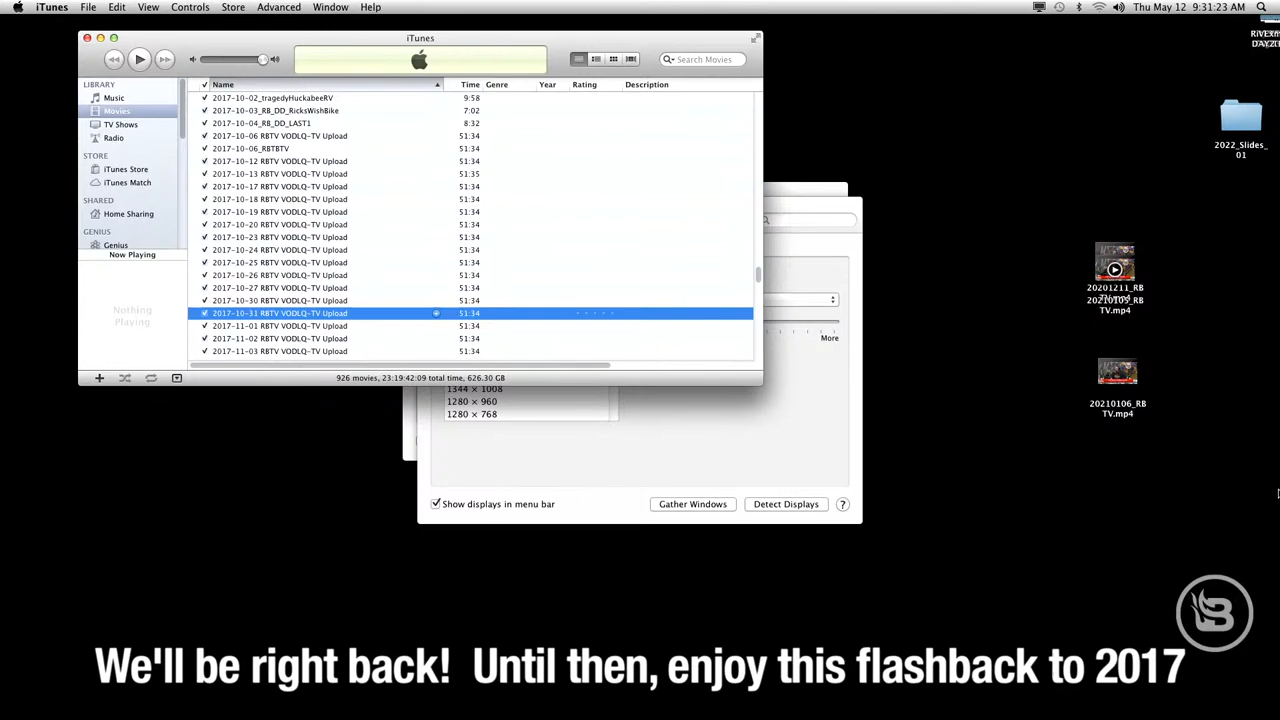 iTunes File Edit View Controls Store Advanced Window Help Thu May 12 9:31:23 AM
iTunes
Search Movies
LIBRARY
Music
Movies
TV Shows
Radio
STORE
iTunes Store
iTunes Match
SHARED
Home Sharing
GENIUS
Genius
Now Playing
Nothing
Playing
Name Time Genre Year Rating Description
2017-10-02_tragedyHuckabeeRV 9:58
2017-10-03_RB_DD_RicksWishBike 7:02
2017-10-04_RB_DD_LAST1 8:32
2017-10-06 RBTV VODLQ-TV Upload 51:34
2017-10-06_RBTBTV 51:34
2017-10-12 RBTV VODLQ-TV Upload 51:34
2017-10-13 RBTV VODLQ-TV Upload 51:35
2017-10-17 RBTV VODLQ-TV Upload 51:34
2017-10-18 RBTV VODLQ-TV Upload 51:34
2017-10-19 RBTV VODLQ-TV Upload 51:34
2017-10-20 RBTV VODLQ-TV Upload 51:34
2017-10-23 RBTV VODLQ-TV Upload 51:34
2017-10-24 RBTV VODLQ-TV Upload 51:34
2017-10-25 RBTV VODLQ-TV Upload 51:34
2017-10-26 RBTV VODLQ-TV Upload 51:34
2017-10-27 RBTV VODLQ-TV Upload 51:34
2017-10-30 RBTV VODLQ-TV Upload 51:34
2017-10-31 RBTV VODLQ-TV Upload 51:34
2017-11-01 RBTV VODLQ-TV Upload 51:34
2017-11-02 RBTV VODLQ-TV Upload 51:34
2017-11-03 RBTV VODLQ-TV Upload 51:34
926 movies, 23:19:42:09 total time, 626.30 GB
More
1344 × 1008
1280 × 960
1280 × 768
Show displays in menu bar
Gather Windows
Detect Displays
?
2022_Slides_
01
20201211_RB
TV.mp4
20210106_RB
TV.mp4
B
We'll be right back! Until then, enjoy this flashback to 2017